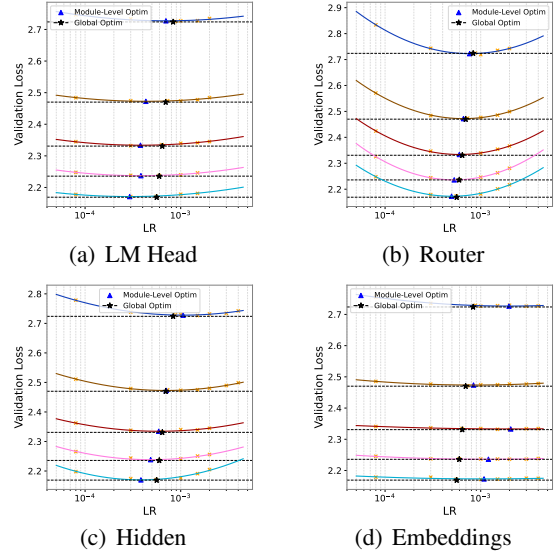 Module-Level Optim
Global Optim
Validation Loss
2.7
2.6
2.5
2.4
2.3
2.2
10⁻⁴
10⁻³
LR
(a) LM Head
Module-Level Optim
Global Optim
Validation Loss
2.9
2.8
2.7
2.6
2.5
2.4
2.3
2.2
10⁻⁴
10⁻³
LR
(b) Router
Module-Level Optim
Global Optim
Validation Loss
2.8
2.7
2.6
2.5
2.4
2.3
2.2
10⁻⁴
10⁻³
LR
(c) Hidden
Module-Level Optim
Global Optim
Validation Loss
2.7
2.6
2.5
2.4
2.3
2.2
10⁻⁴
10⁻³
LR
(d) Embeddings